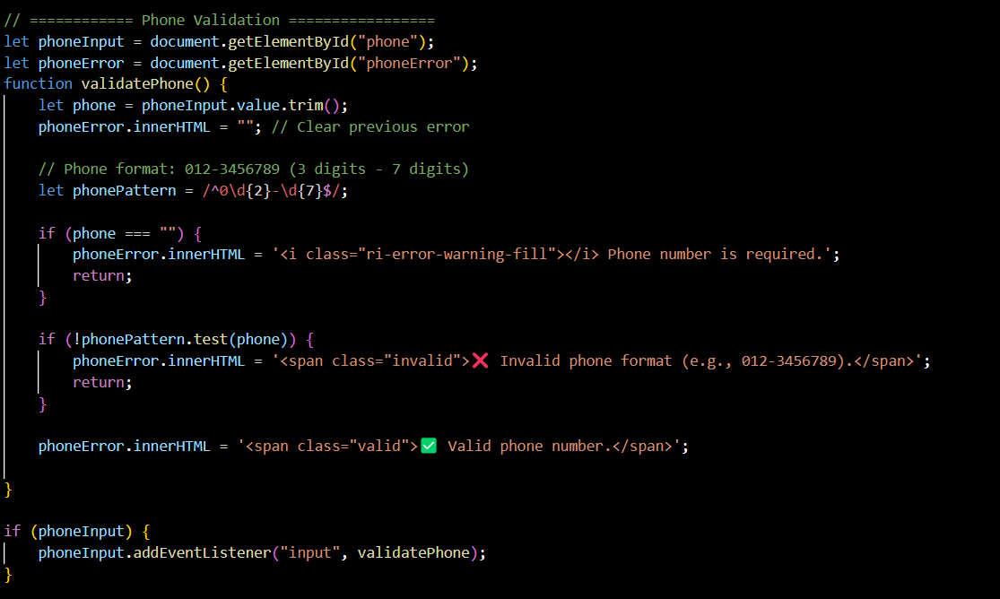 // ============ Phone Validation =================
let phoneInput = document.getElementById("phone");
let phoneError = document.getElementById("phoneError");
function validatePhone() {
    let phone = phoneInput.value.trim();
    phoneError.innerHTML = ""; // Clear previous error

    // Phone format: 012-3456789 (3 digits - 7 digits)
    let phonePattern = /^0\d{2}-\d{7}$/;

    if (phone === "") {
        phoneError.innerHTML = '<i class="ri-error-warning-fill"></i> Phone number is required.';
        return;
    }

    if (!phonePattern.test(phone)) {
        phoneError.innerHTML = '<span class="invalid">❌ Invalid phone format (e.g., 012-3456789).</span>';
        return;
    }

    phoneError.innerHTML = '<span class="valid">✅ Valid phone number.</span>';

}

if (phoneInput) {
    phoneInput.addEventListener("input", validatePhone);
}